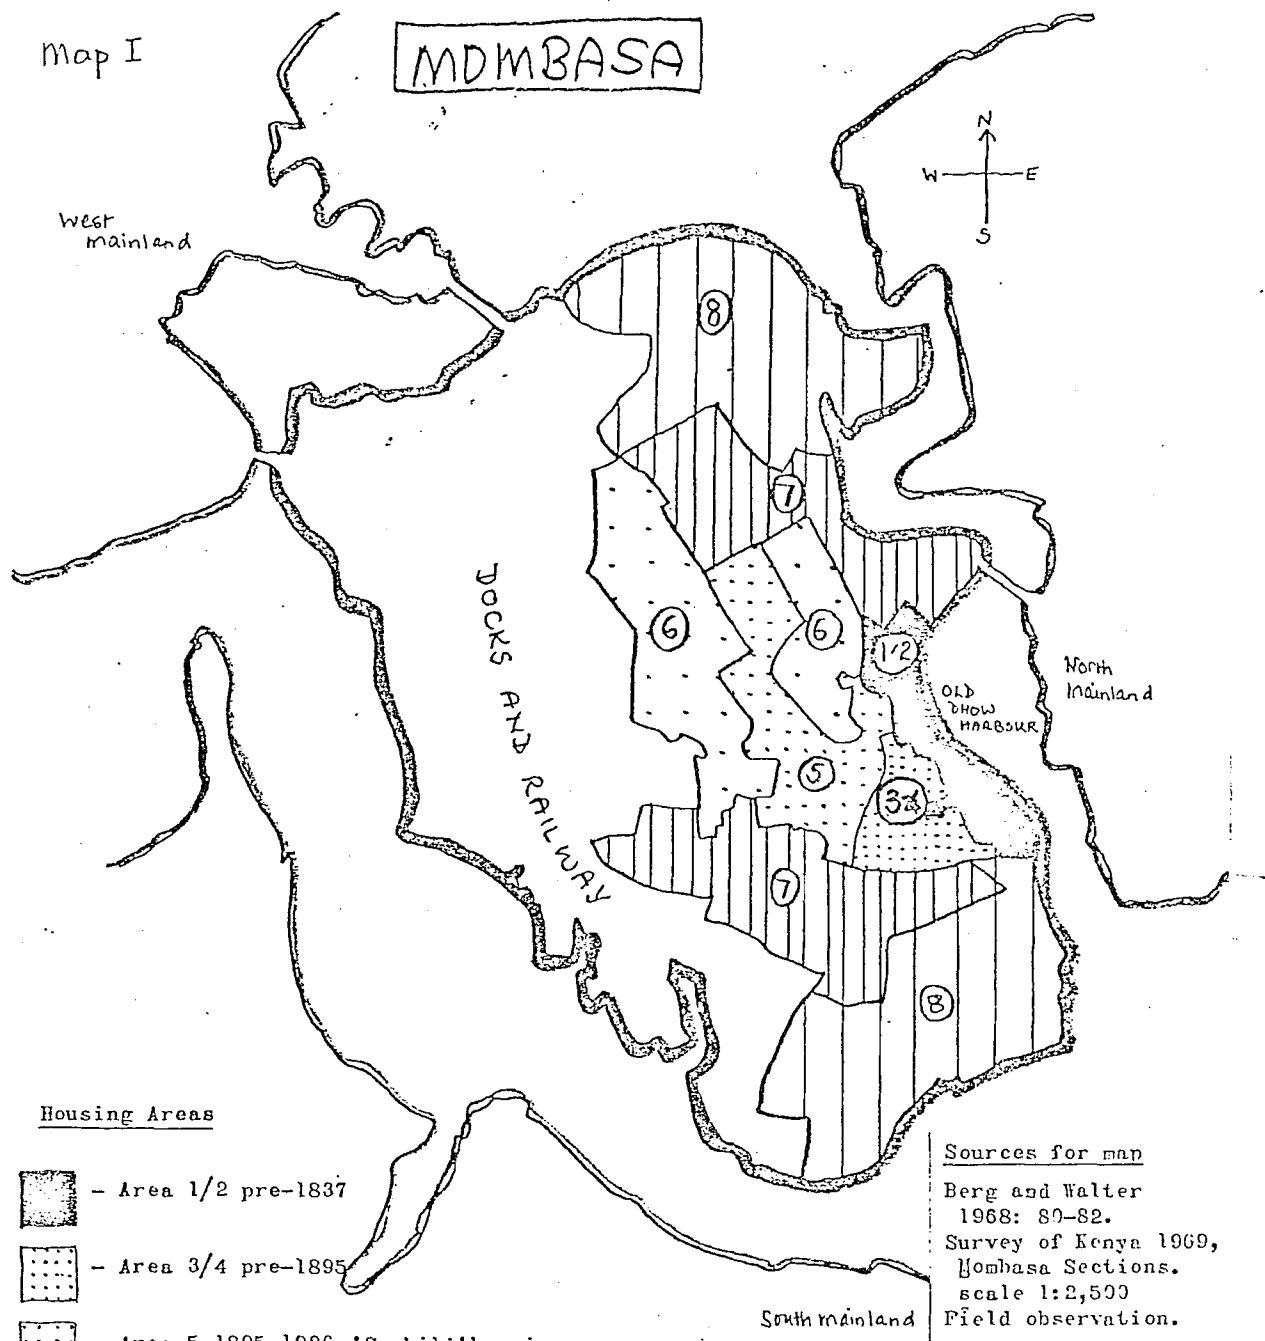 Map I
MOMBASA
N
W E
S
West
mainland
8
7
6
6
1/2
DOCKS AND RAILWAY
North
Mainland
OLD
DHOW
HARBOUR
5
3/4
7
8
Housing Areas
- Area 1/2 pre-1837
- Area 3/4 pre-1895
Sources for map
Berg and Walter
1968: 80-82.
Survey of Kenya 1969,
Mombasa Sections.
scale 1:2,500
Field observation.
South mainland